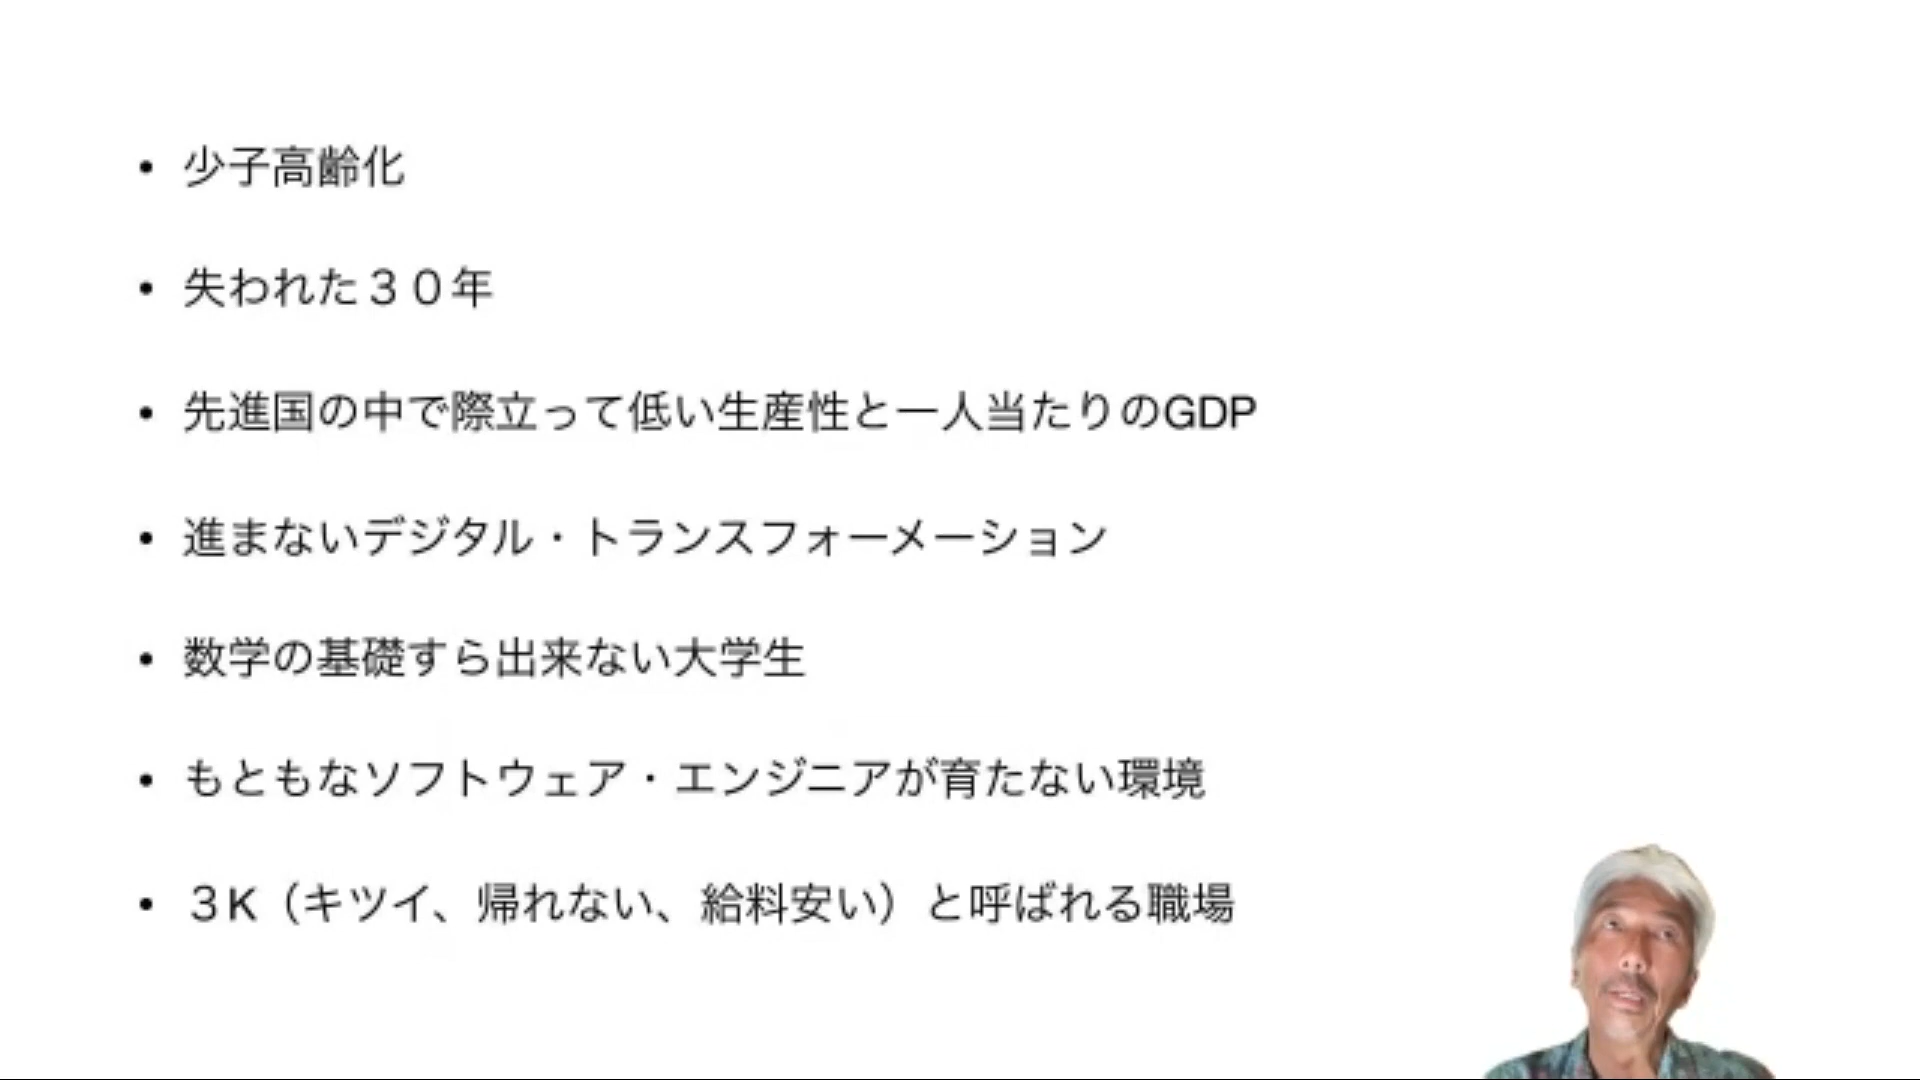 ・少子高齢化
・失われた３０年
・先進国の中で際立って低い生産性と一人当たりのGDP
・進まないデジタル・トランスフォーメーション
・数学の基礎すら出来ない大学生
・もともなソフトウェア・エンジニアが育たない環境
・３K（キツイ、帰れない、給料安い）と呼ばれる職場